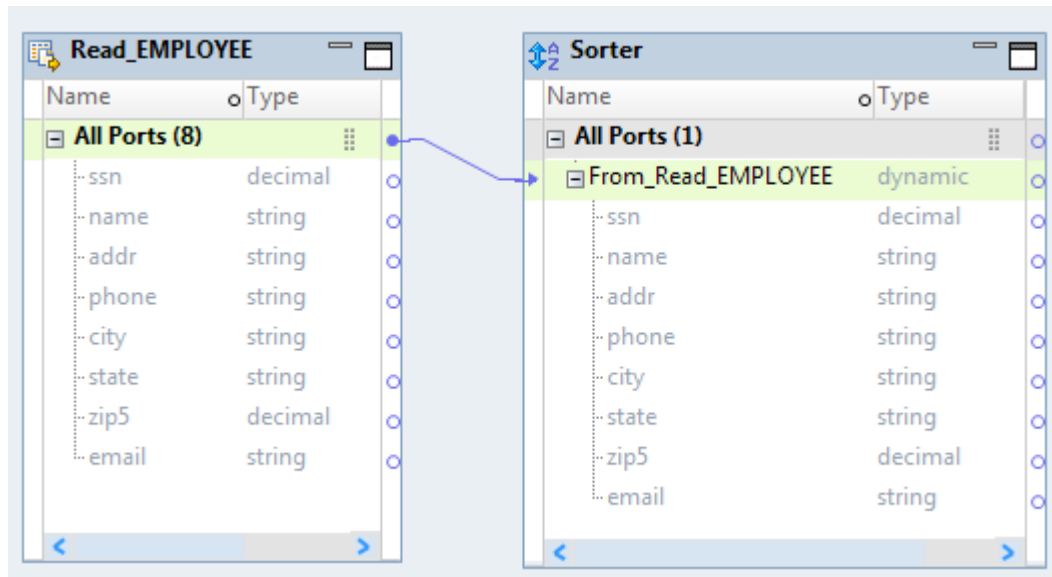 Read_EMPLOYEE
Name Type
All Ports (8)
ssn decimal
name string
addr string
phone string
city string
state string
zip5 decimal
email string
Sorter
Name Type
All Ports (1)
From_Read_EMPLOYEE dynamic
ssn decimal
name string
addr string
phone string
city string
state string
zip5 decimal
email string